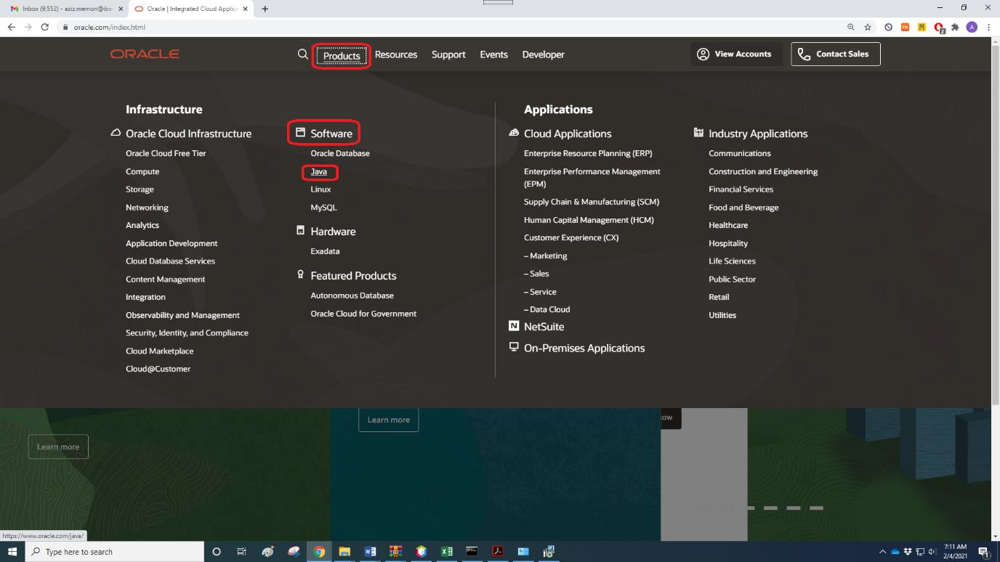 Inbox (9,552) - aziz.memon@iba
Oracle | Integrated Cloud Applic
oracle.com/index.html
ORACLE
Products
Resources
Support
Events
Developer
View Accounts
Contact Sales
Infrastructure
Oracle Cloud Infrastructure
Oracle Cloud Free Tier
Compute
Storage
Networking
Analytics
Application Development
Cloud Database Services
Content Management
Integration
Observability and Management
Security, Identity, and Compliance
Cloud Marketplace
Cloud@Customer
Software
Oracle Database
Java
Linux
MySQL
Hardware
Exadata
Featured Products
Autonomous Database
Oracle Cloud for Government
Applications
Cloud Applications
Enterprise Resource Planning (ERP)
Enterprise Performance Management
(EPM)
Supply Chain & Manufacturing (SCM)
Human Capital Management (HCM)
Customer Experience (CX)
– Marketing
– Sales
– Service
– Data Cloud
N NetSuite
On-Premises Applications
Industry Applications
Communications
Construction and Engineering
Financial Services
Food and Beverage
Healthcare
Hospitality
Life Sciences
Public Sector
Retail
Utilities
Learn more
Learn more
ow
https://www.oracle.com/java/
Type here to search
7:11 AM
2/4/2021